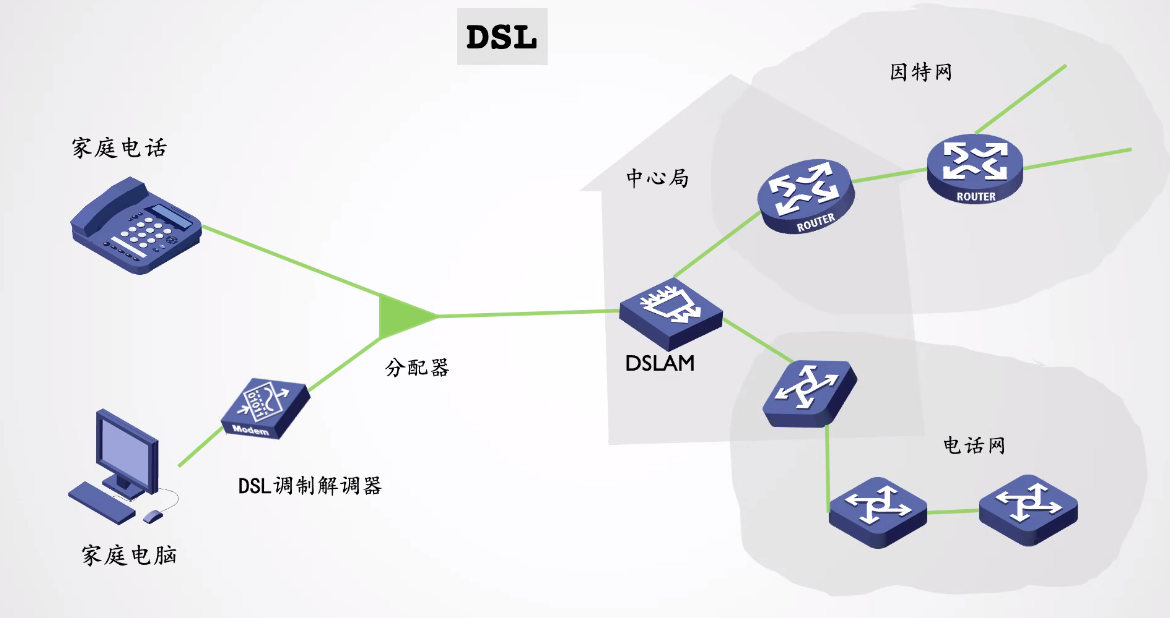 DSL
因特网
家庭电话
中心局
ROUTER
ROUTER
DSLAM
分配器
01011
Modem
电话网
DSL调制解调器
家庭电脑